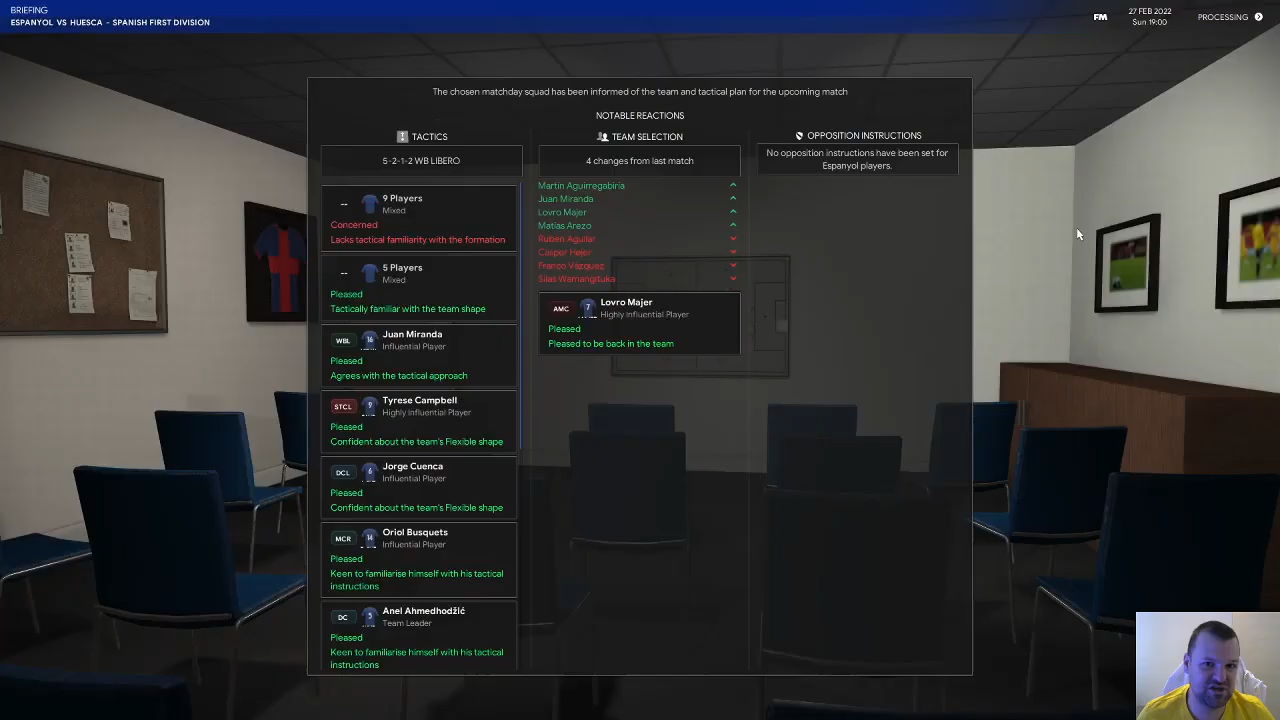 BRIEFING
ESPANYOL VS HUESCA - SPANISH FIRST DIVISION
FM
27 FEB 2022
Sun 19:00
PROCESSING
The chosen matchday squad has been informed of the team and tactical plan for the upcoming match
NOTABLE REACTIONS
TACTICS
5-2-1-2 WB LIBERO
-- 9 Players
Mixed
Concerned
Lacks tactical familiarity with the formation
-- 5 Players
Mixed
Pleased
Tactically familiar with the team shape
WBL 16 Juan Miranda
Influential Player
Pleased
Agrees with the tactical approach
STCL 9 Tyrese Campbell
Highly Influential Player
Pleased
Confident about the team's Flexible shape
DCL 6 Jorge Cuenca
Influential Player
Pleased
Confident about the team's Flexible shape
MCR 14 Oriol Busquets
Influential Player
Pleased
Keen to familiarise himself with his tactical
instructions
DC 5 Anel Ahmedhodžić
Team Leader
Pleased
Keen to familiarise himself with his tactical
instructions
TEAM SELECTION
4 changes from last match
Martín Aguirregabiria
Juan Miranda
Lovro Majer
Matías Arezo
Ruben Aguilar
Casper Højer
Franco Vázquez
Silas Wamangituka
AMC 7 Lovro Majer
Highly Influential Player
Pleased
Pleased to be back in the team
OPPOSITION INSTRUCTIONS
No opposition instructions have been set for
Espanyol players.